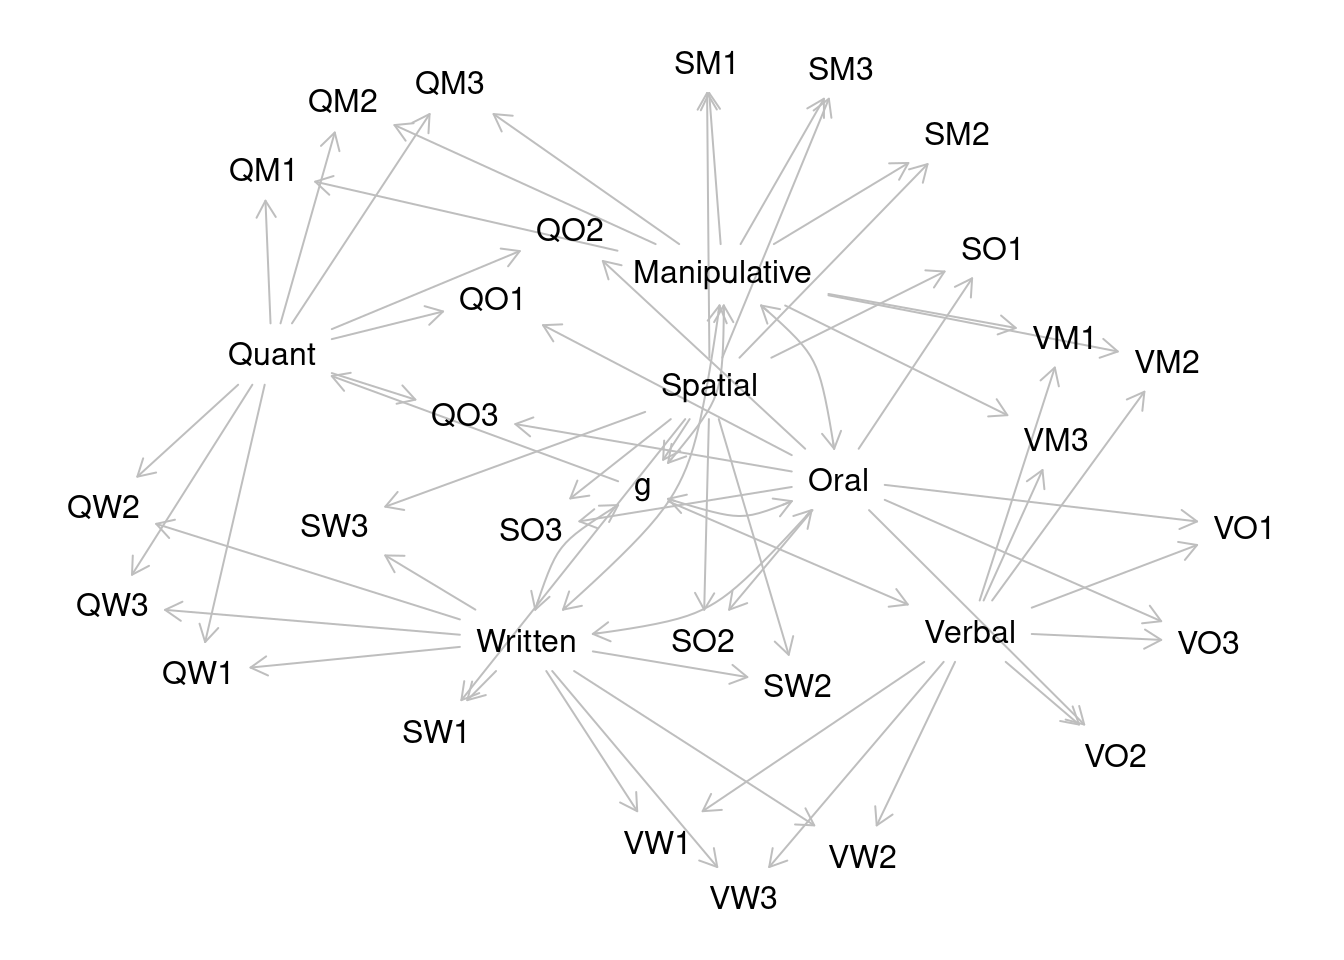 SM1
SM3
QM3
QM2
SM2
QM1
QO2
SO1
Manipulative
QO1
VM1
Quant
VM2
Spatial
QO3
VM3
Oral
g
QW2
SW3
SO3
VO1
QW3
Written
SO2
Verbal
VO3
QW1
SW2
SW1
VO2
VW1
VW2
VW3